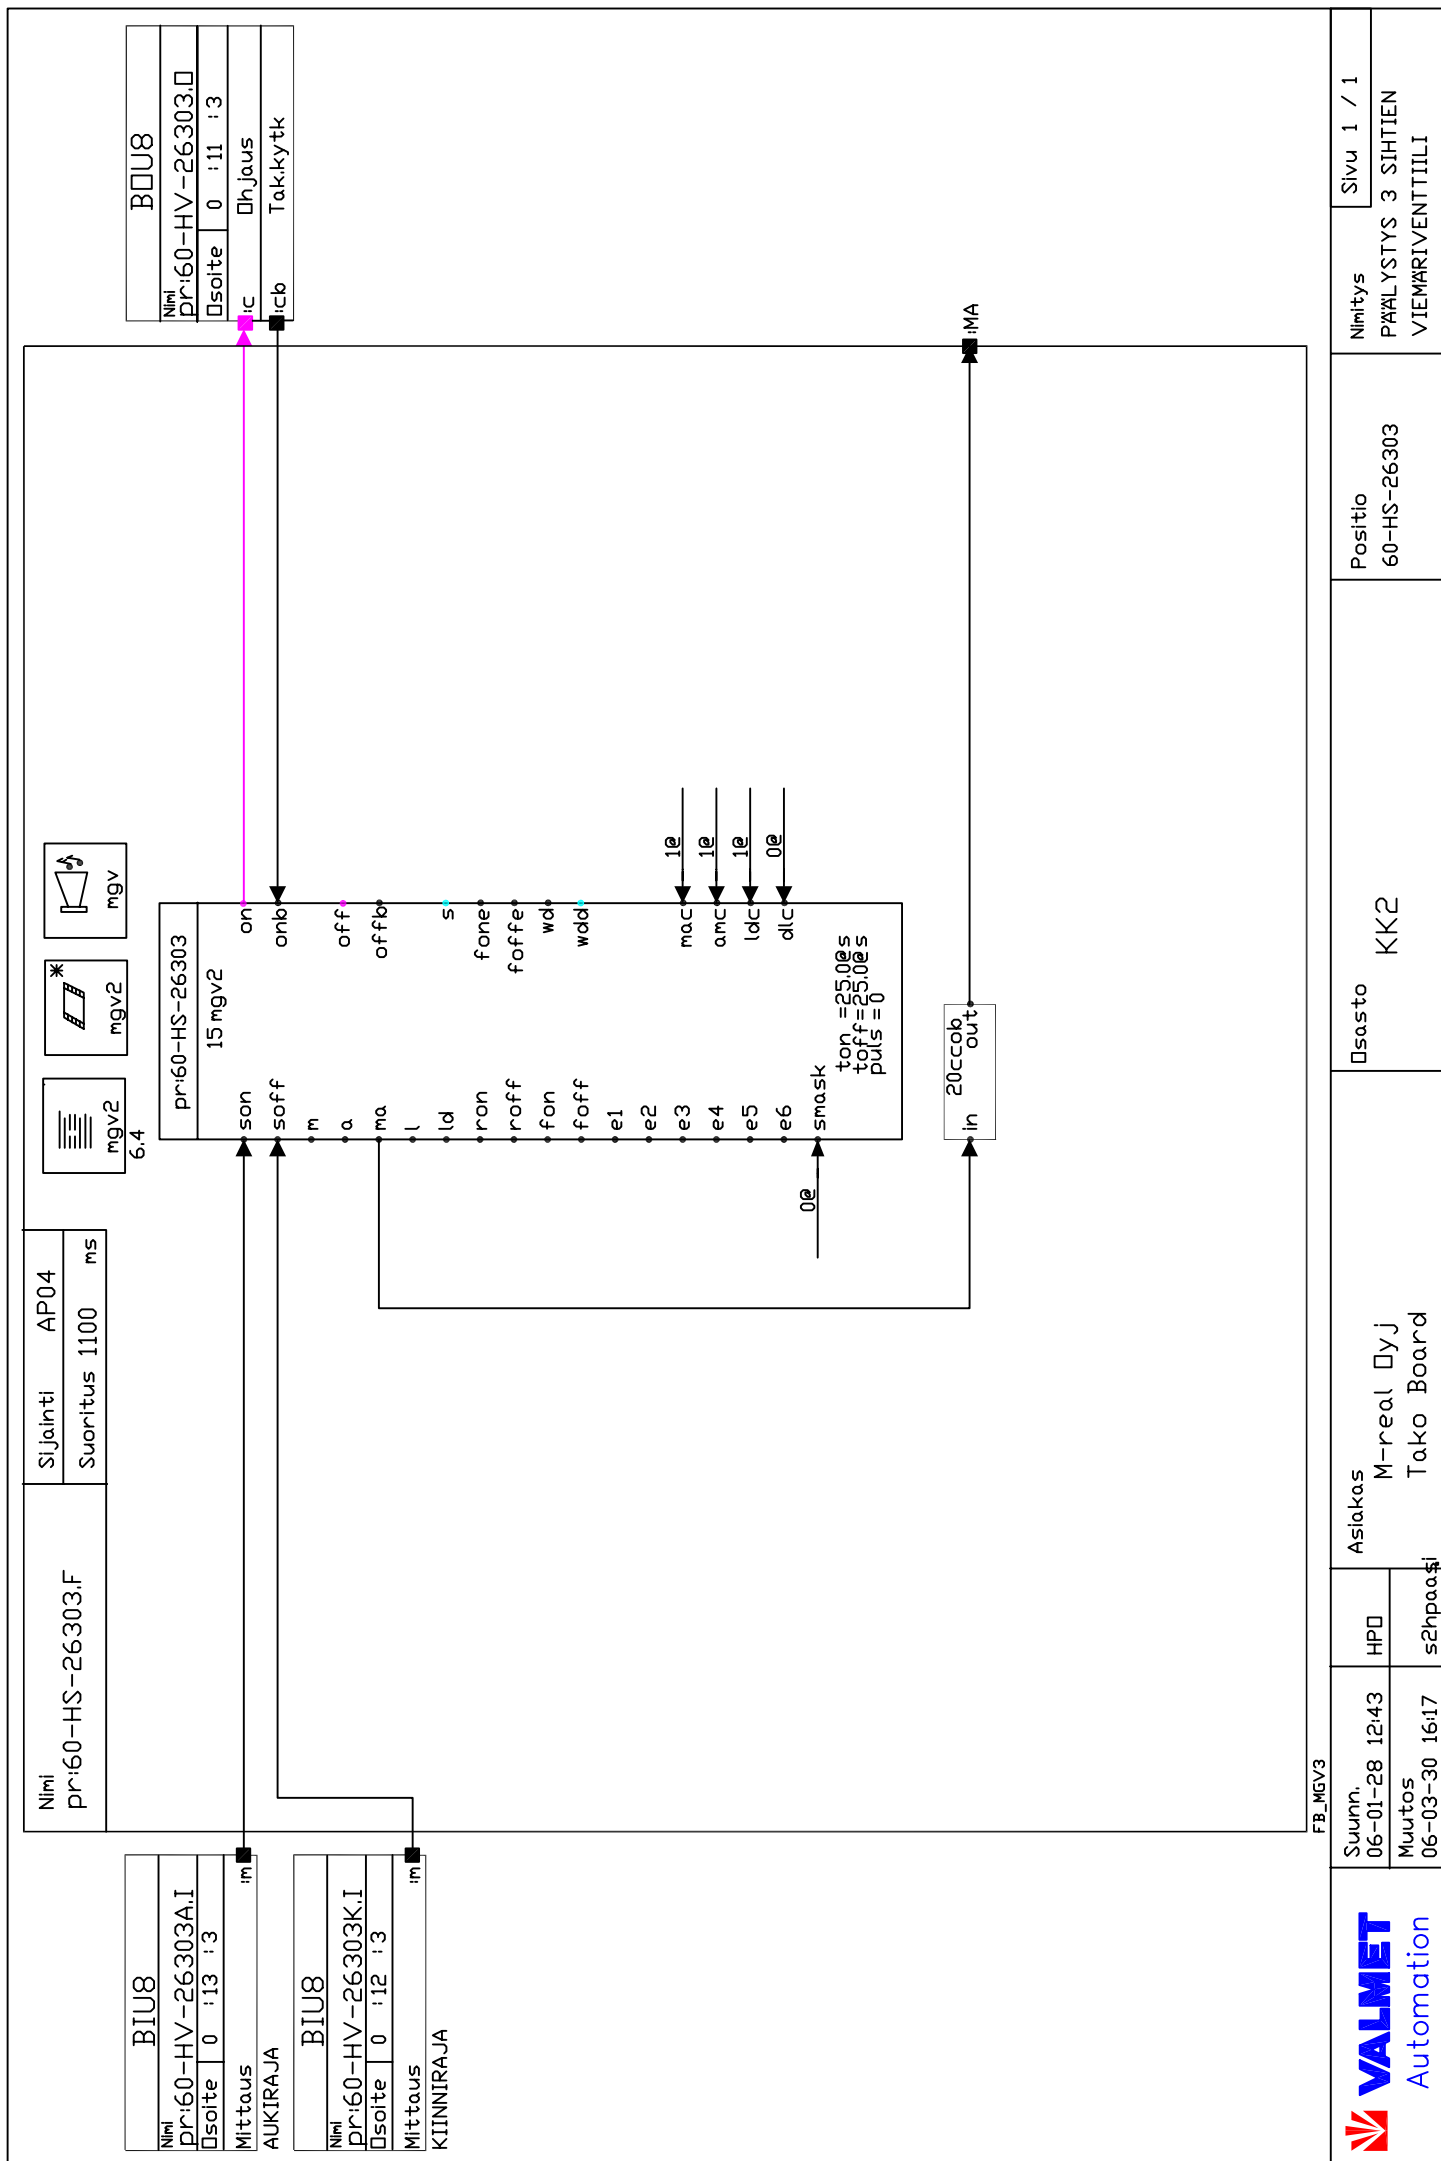 Nimi
pr:60-HS-26303.F
Sijainti AP04
Suoritus 1100 ms
mgv2
6.4
mgv2
*
mgv
BIU8
Nimi
pr:60-HV-26303A.I
Osoite 0 :13 :3
Mittaus :m
AUKIRAJA
BIU8
Nimi
pr:60-HV-26303K.I
Osoite 0 :12 :3
Mittaus :m
KIINNIRAJA
pr:60-HS-26303
15 mgv2
son on
soff onb
m
a off
ma offb
l
ld s
ron fone
roff foffe
fon wd
foff wdd
e1
e2
e3 mac 1@
e4 amc 1@
e5 ldc 1@
e6 dlc 0@
0@ smask
ton =25.0@s
toff=25.0@s
puls =0
20ccob
in out
:MA
BOU8
Nimi
pr:60-HV-26303.O
Osoite 0 :11 :3
:c Ohjaus
:cb Tak.kytk
FB_MGV3
VALMET
Automation
Suunn.
06-01-28 12:43 HPO
Muutos
06-03-30 16:17 s2hpaasi
Asiakas
M-real Oyj
Tako Board
Osasto
KK2
Positio
60-HS-26303
Nimitys
PÄÄLYSTYS 3 SIHTIEN
VIEMÄRIVENTTIILI
Sivu 1 / 1